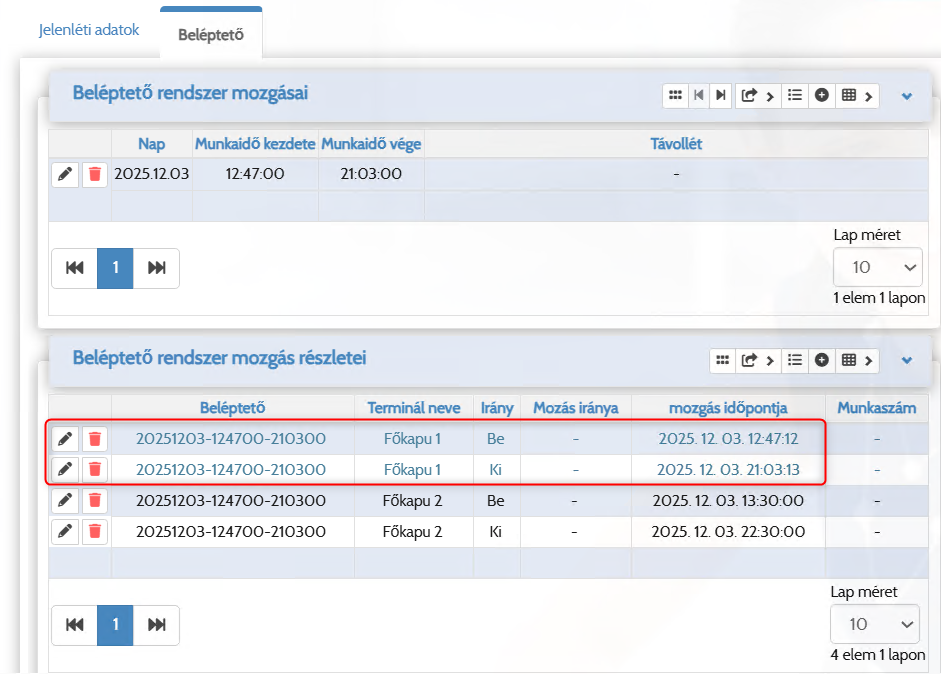 Jelenléti adatok
Beléptető
Beléptető rendszer mozgásai
Nap Munkaidő kezdete Munkaidő vége Távollét
2025.12.03 12:47:00 21:03:00 -
Lap méret
1
10
1 elem 1 lapon
Beléptető rendszer mozgás részletei
Beléptető Terminál neve Irány Mozás iránya mozgás időpontja Munkaszám
20251203-124700-210300 Főkapu 1 Be - 2025. 12. 03. 12:47:12 -
20251203-124700-210300 Főkapu 1 Ki - 2025. 12. 03. 21:03:13 -
20251203-124700-210300 Főkapu 2 Be - 2025. 12. 03. 13:30:00 -
20251203-124700-210300 Főkapu 2 Ki - 2025. 12. 03. 22:30:00 -
Lap méret
1
10
4 elem 1 lapon